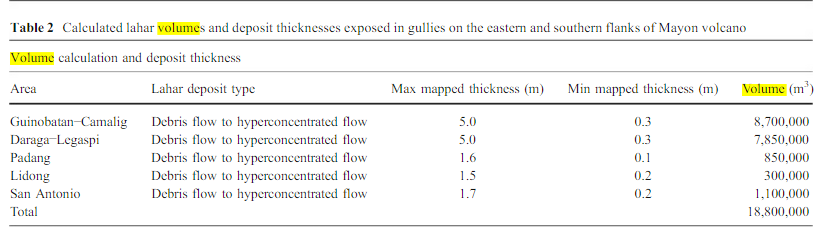 Table 2 Calculated lahar volumes and deposit thicknesses exposed in gullies on the eastern and southern flanks of Mayon volcano
Volume calculation and deposit thickness
Area Lahar deposit type Max mapped thickness (m) Min mapped thickness (m) Volume (m³)
Guinobatan−Camalig Debris flow to hyperconcentrated flow 5.0 0.3 8,700,000
Daraga−Legaspi Debris flow to hyperconcentrated flow 5.0 0.3 7,850,000
Padang Debris flow to hyperconcentrated flow 1.6 0.1 850,000
Lidong Debris flow to hyperconcentrated flow 1.5 0.2 300,000
San Antonio Debris flow to hyperconcentrated flow 1.7 0.2 1,100,000
Total 18,800,000